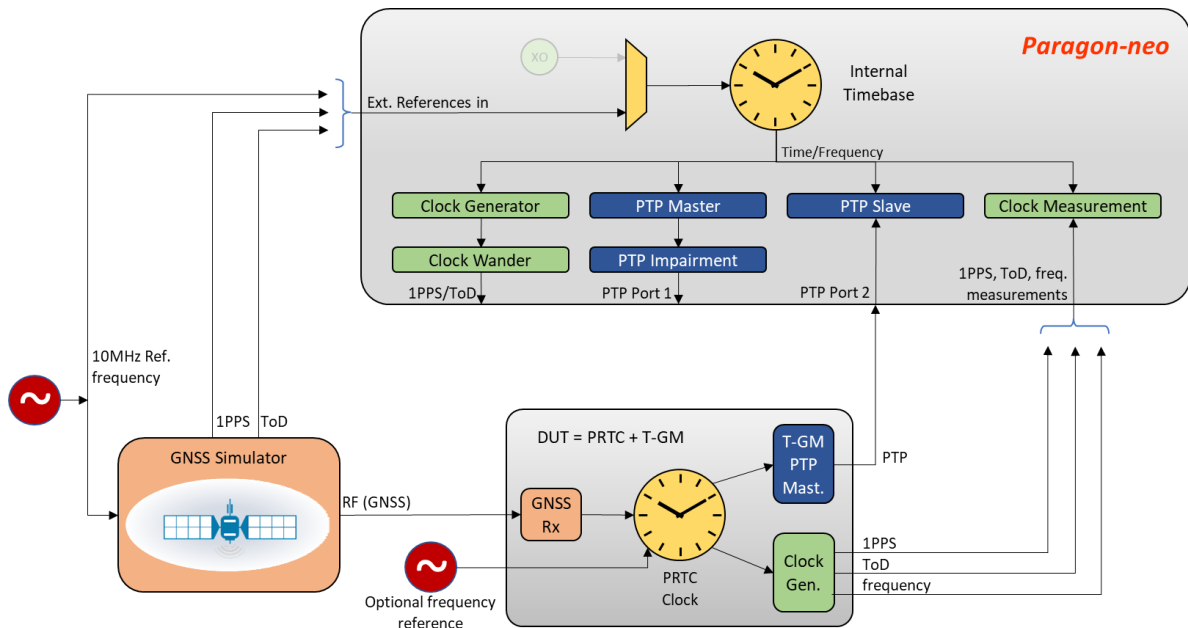 Paragon-neo
XO
Internal
Timebase
Ext. References in
Time/Frequency
Clock Generator
PTP Master
PTP Slave
Clock Measurement
Clock Wander
PTP Impairment
1PPS/ToD
PTP Port 1
PTP Port 2
1PPS, ToD, freq.
measurements
10MHz Ref.
frequency
1PPS
ToD
GNSS Simulator
RF (GNSS)
DUT = PRTC + T-GM
GNSS
Rx
T-GM
PTP
Mast.
PTP
PRTC
Clock
Clock
Gen.
1PPS
ToD
frequency
Optional frequency
reference